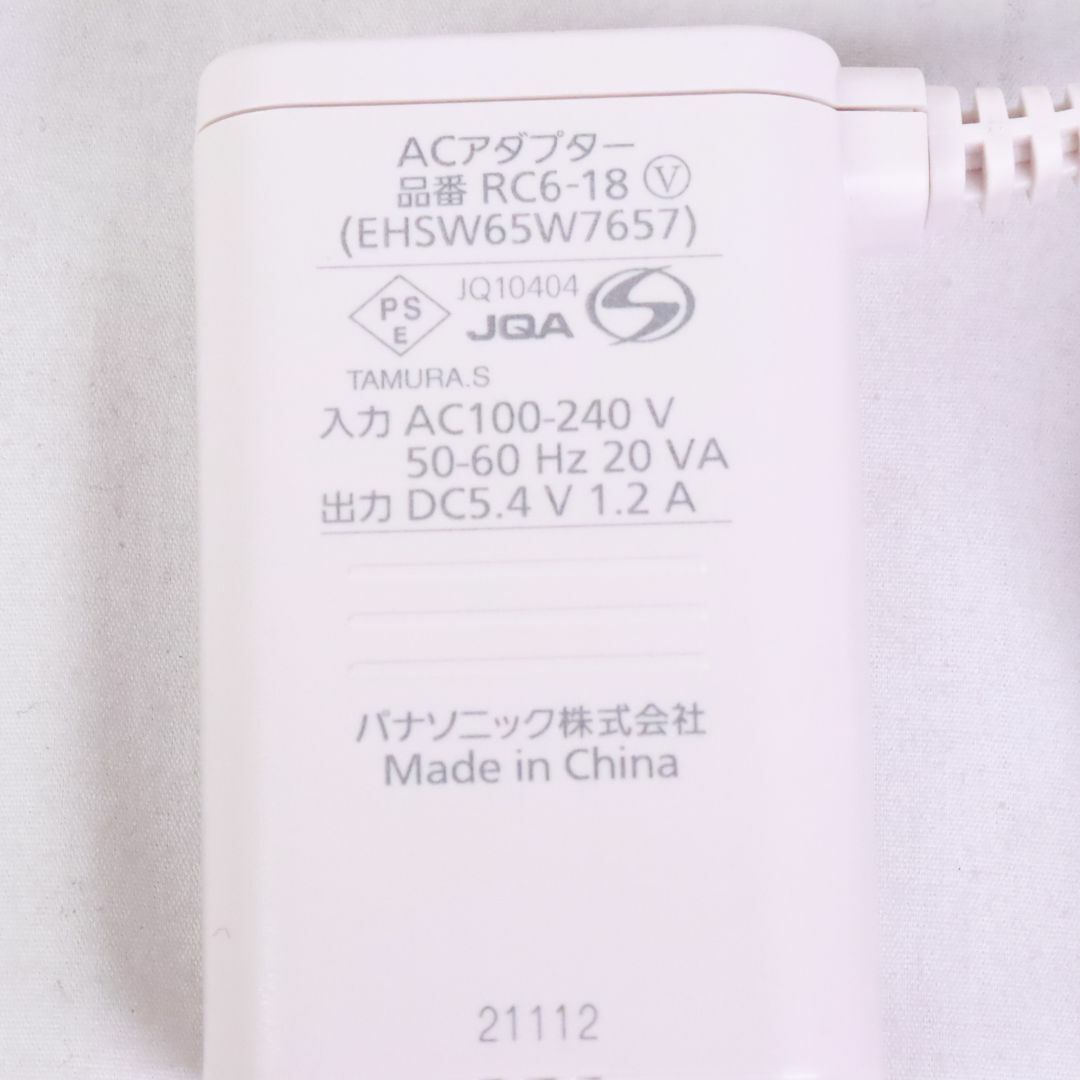 ACアダプター
品番 RC6-18 Ⓥ
(EHSW65W7657)
PS
E
JQ10404
JQA
TAMURA.S
入力 AC100-240 V
50-60 Hz 20 VA
出力 DC5.4 V 1.2 A
パナソニック株式会社
Made in China
21112